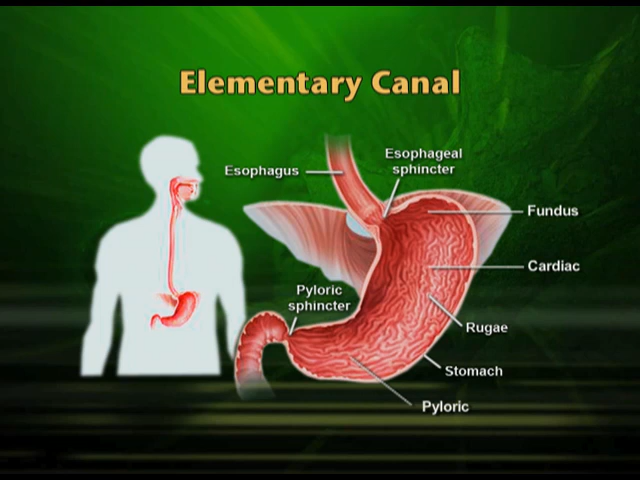 Elementary Canal
Esophageal
sphincter
Esophagus
Fundus
Cardiac
Pyloric
sphincter
Rugae
Stomach
Pyloric